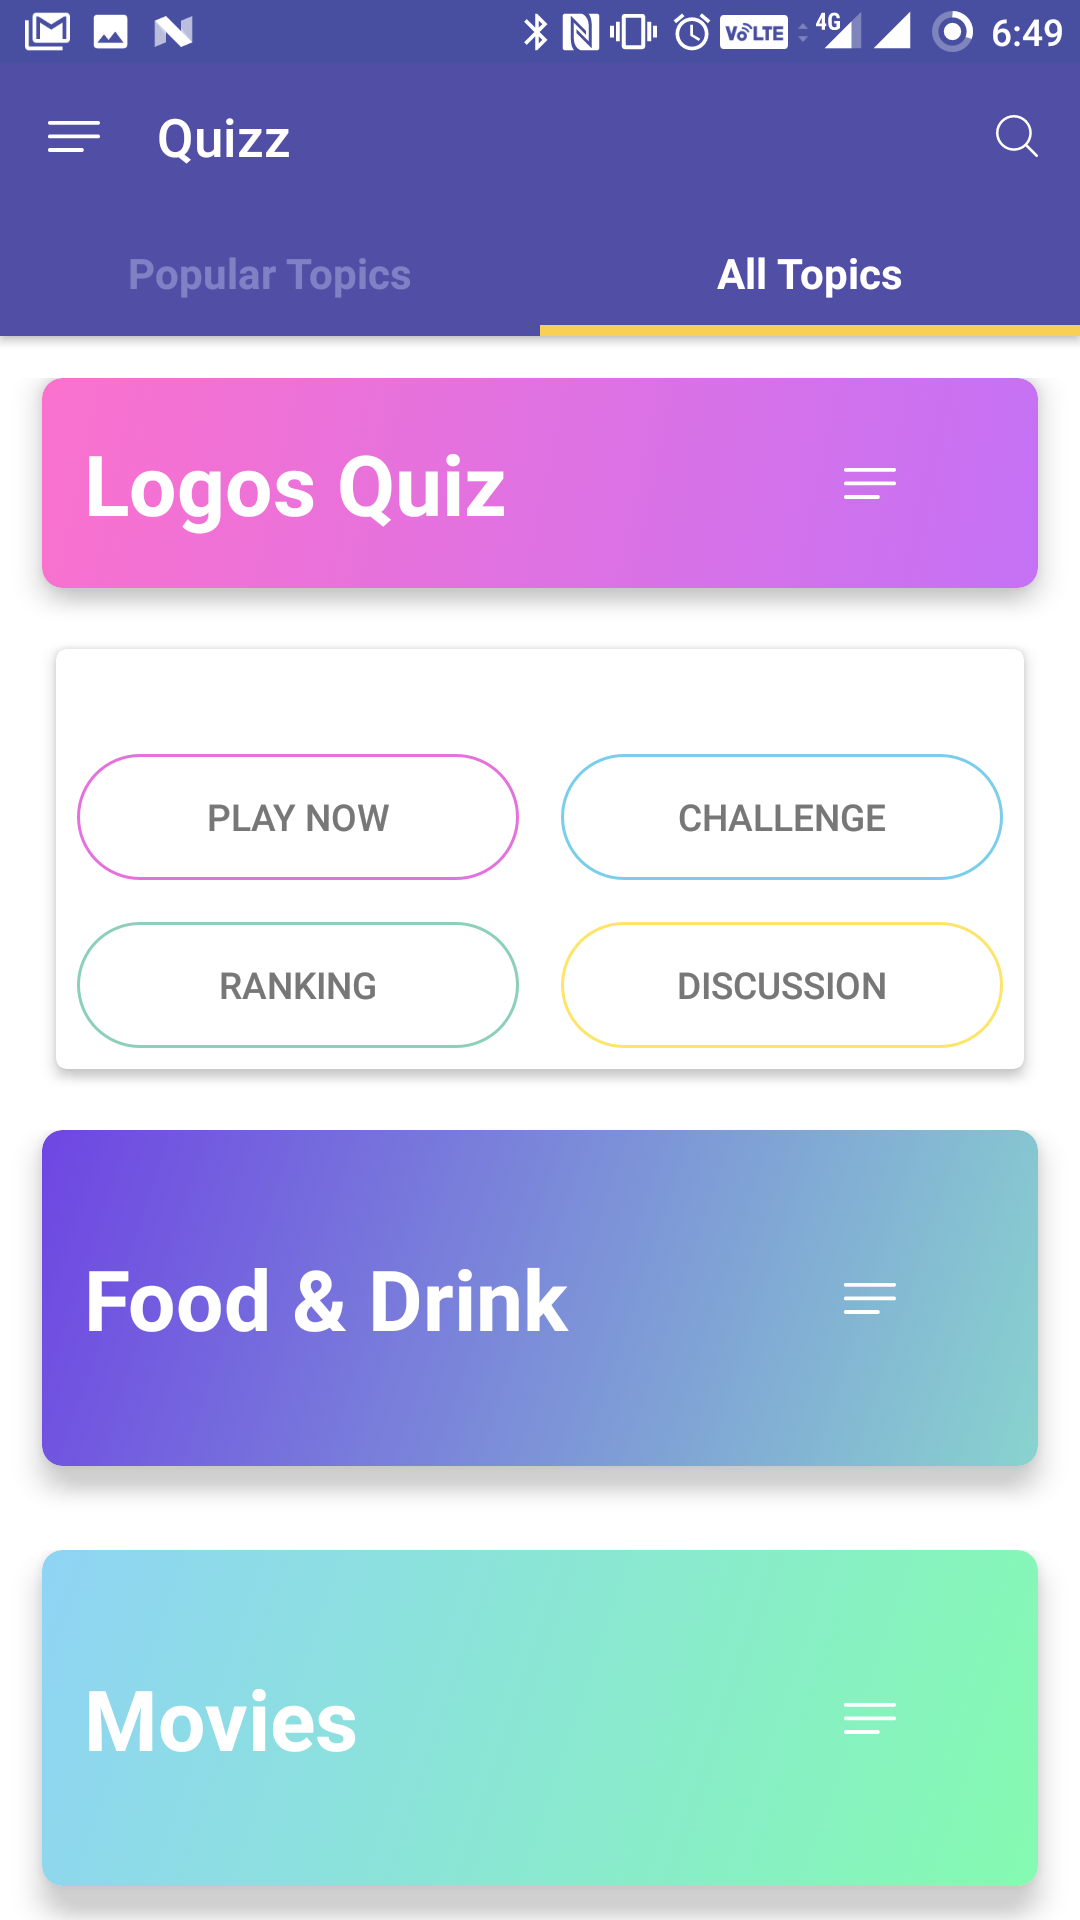 VoLTE 4G 6:49
Quizz
Popular Topics All Topics
Logos Quiz
PLAY NOW CHALLENGE
RANKING DISCUSSION
Food & Drink
Movies